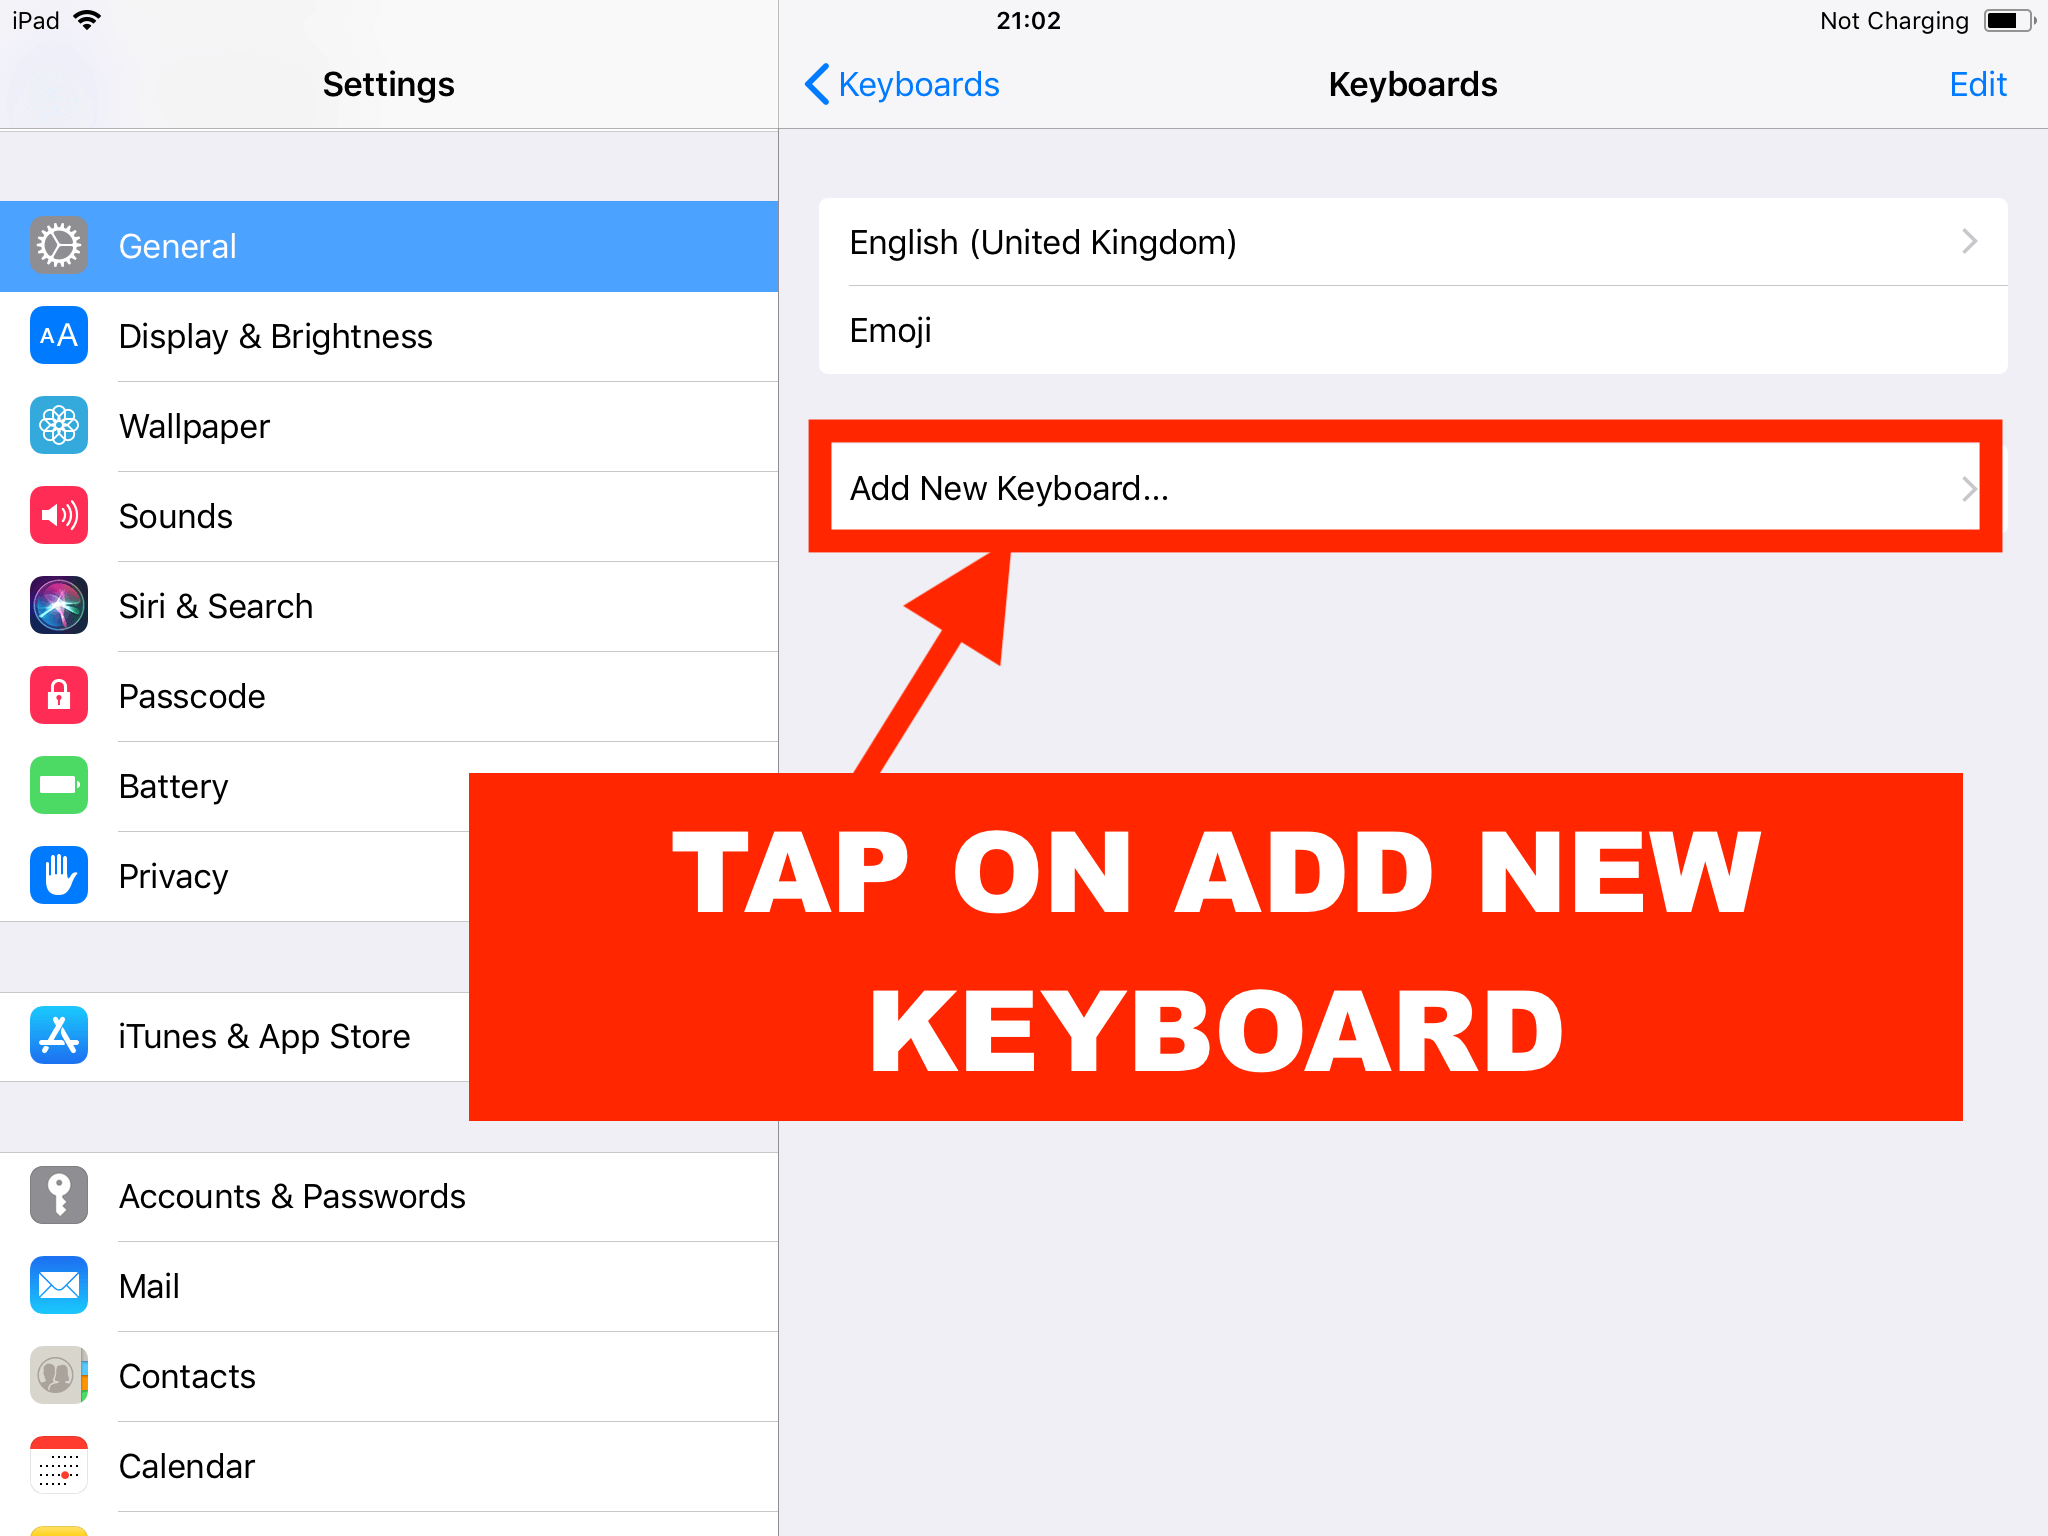 iPad
21:02
Not Charging
Settings
Keyboards
Keyboards
Edit
General
Display & Brightness
Wallpaper
Sounds
Siri & Search
Passcode
Battery
Privacy
iTunes & App Store
Accounts & Passwords
Mail
Contacts
Calendar
English (United Kingdom)
Emoji
Add New Keyboard...
TAP ON ADD NEW
KEYBOARD